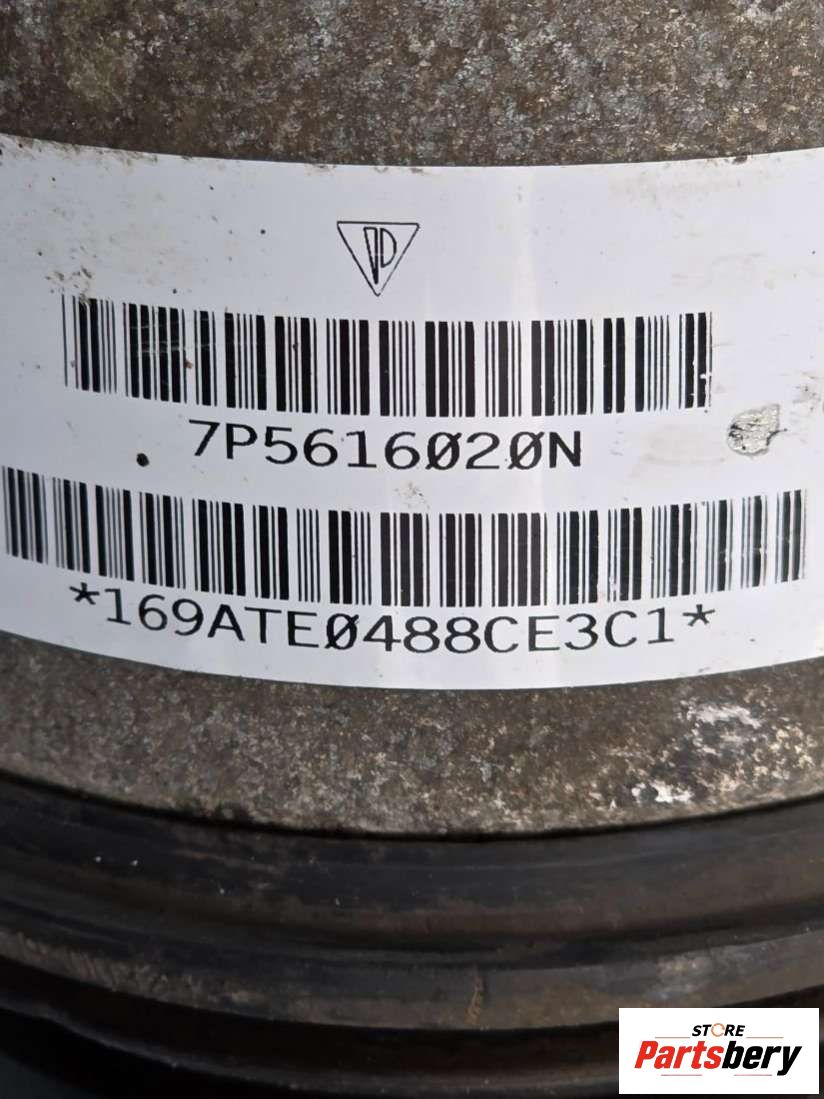 7P5616020N
*169ATE0488CE3C1*
STORE
Partsbery